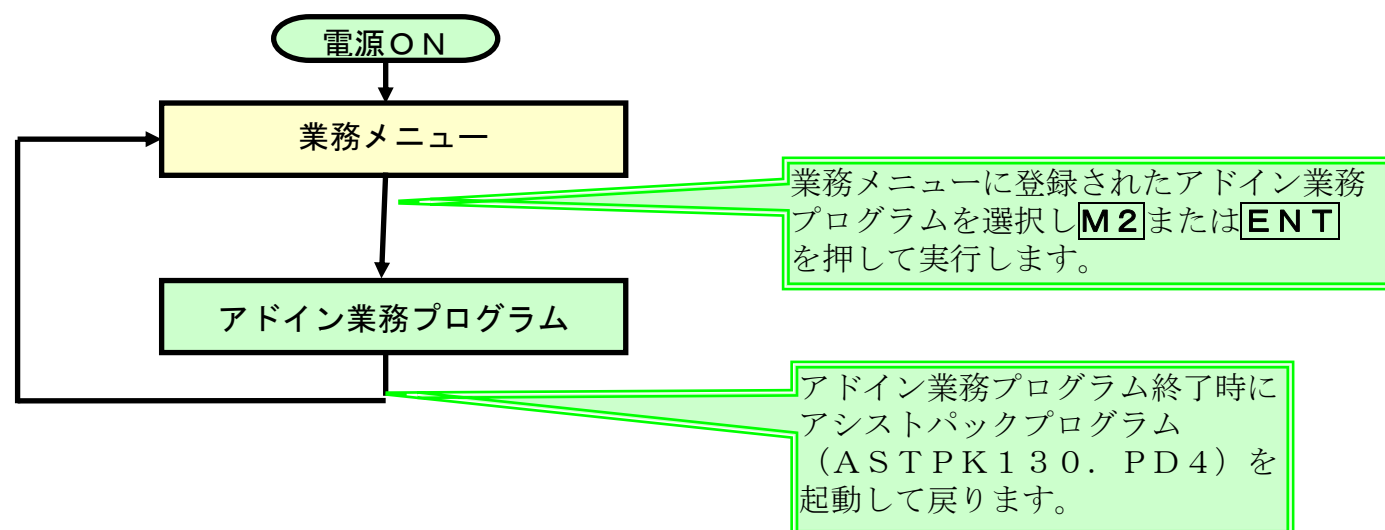 電源ＯＮ
業務メニュー
業務メニューに登録されたアドイン業務
プログラムを選択しＭ２またはＥＮＴ
を押して実行します。
アドイン業務プログラム
アドイン業務プログラム終了時に
アシストパックプログラム
（ＡＳＴＰＫ１３０．ＰＤ４）を
起動して戻ります。